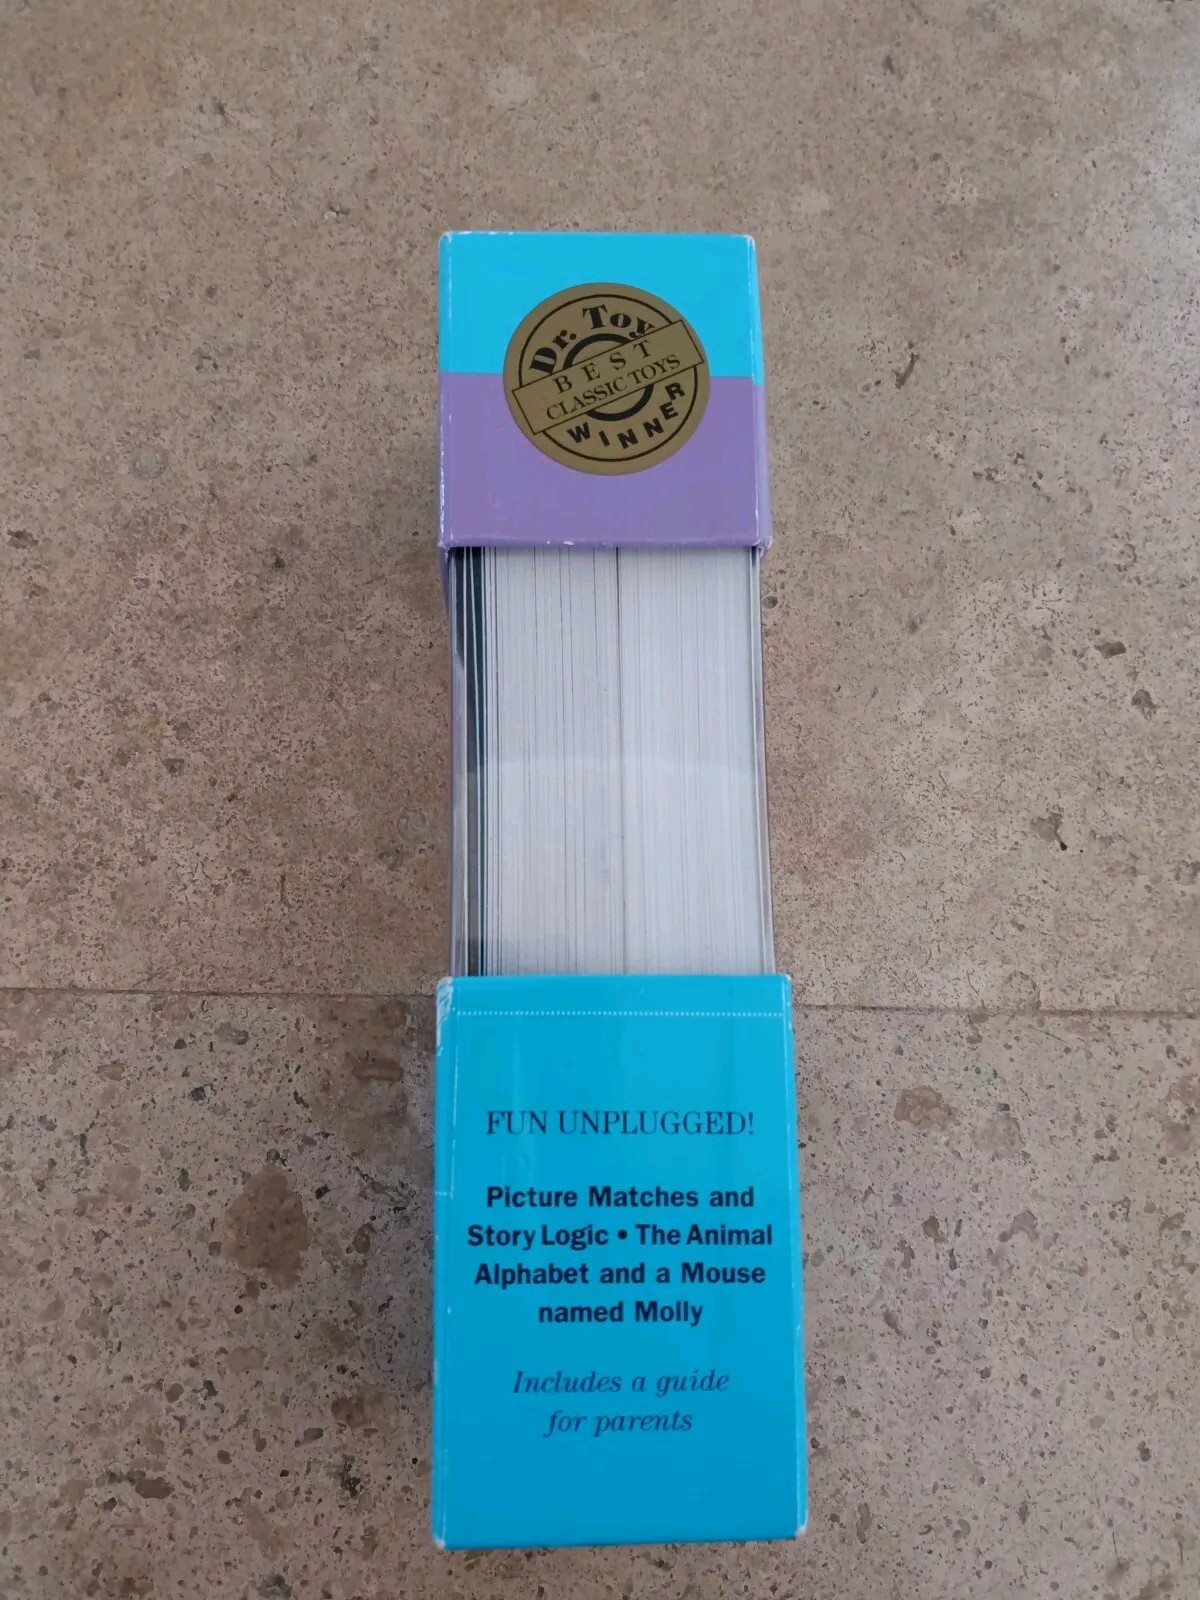 Dr. Toy
BEST
CLASSIC TOYS
WINNER
FUN UNPLUGGED!
Picture Matches and
Story Logic • The Animal
Alphabet and a Mouse
named Molly
Includes a guide
for parents